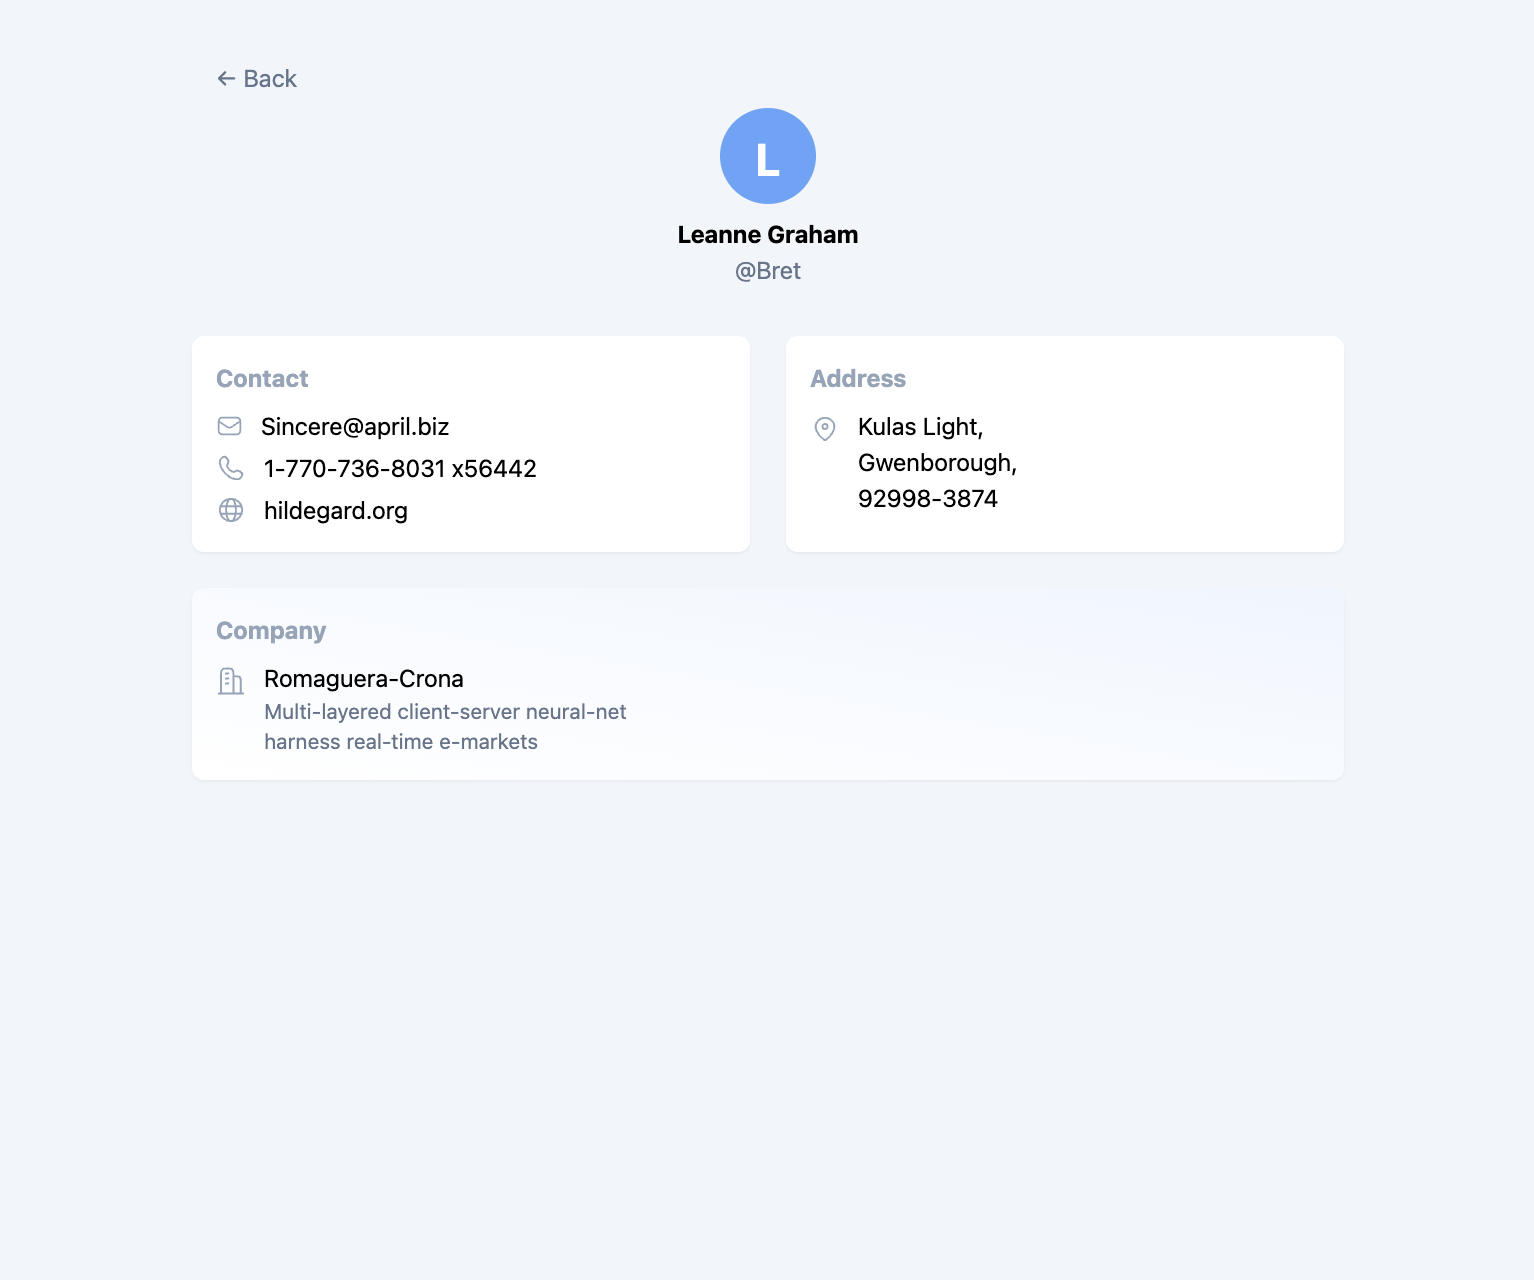 ← Back
L
Leanne Graham
@Bret
Contact
Sincere@april.biz
1-770-736-8031 x56442
hildegard.org
Address
Kulas Light,
Gwenborough,
92998-3874
Company
Romaguera-Crona
Multi-layered client-server neural-net
harness real-time e-markets